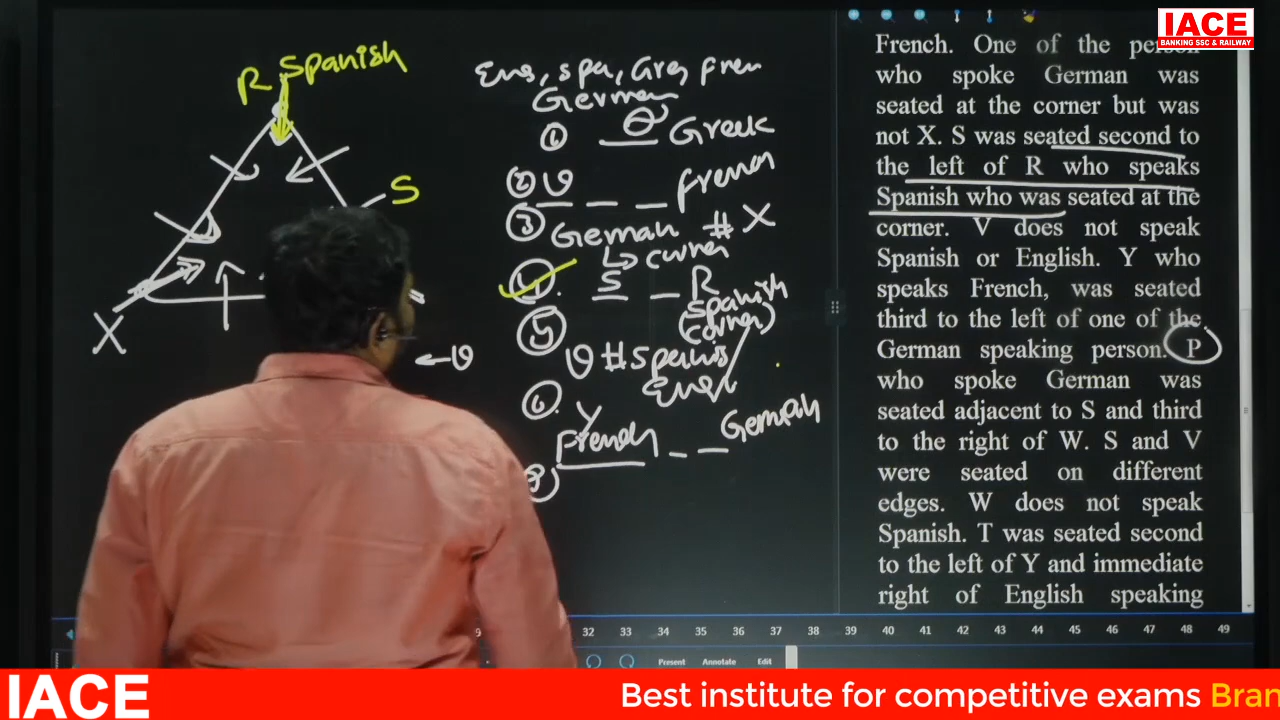 IACE
BANKING SSC & RAILWAY
R Spanish
S
X
Eng, spa, Gre, fren
German
① Greek
② V _ _ _ french
③ German # X
↳ corner
④. S _ R
(spanish
corner)
⑤
V # Spanis/
Engl
⑥.
Y
French _ _ German
← V
French. One of the
who spoke German was
seated at the corner but was
not X. S was seated second to
the left of R who speaks
Spanish who was seated at the
corner. V does not speak
Spanish or English. Y who
speaks French, was seated
third to the left of one of the
German speaking person. P
who spoke German was
seated adjacent to S and third
to the right of W. S and V
were seated on different
edges. W does not speak
Spanish. T was seated second
to the left of Y and immediate
right of English speaking
32 33 34 35 36 37 38 39 40 41 42 43 44 45 46 47 48 49
Present Annotate Edit
IACE Best institute for competitive exams Bran